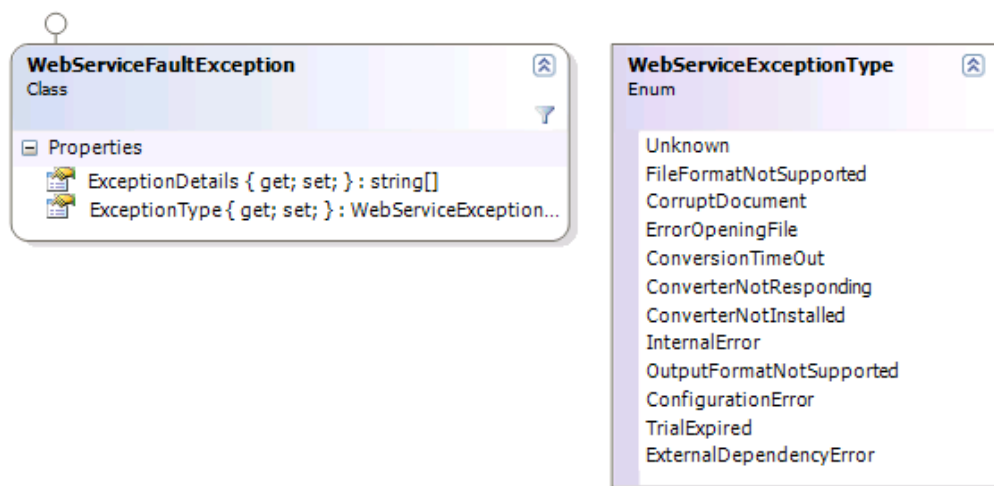 WebServiceFaultException
Class
Properties
ExceptionDetails { get; set; } : string[]
ExceptionType { get; set; } : WebServiceException...
WebServiceExceptionType
Enum
Unknown
FileFormatNotSupported
CorruptDocument
ErrorOpeningFile
ConversionTimeOut
ConverterNotResponding
ConverterNotInstalled
InternalError
OutputFormatNotSupported
ConfigurationError
TrialExpired
ExternalDependencyError